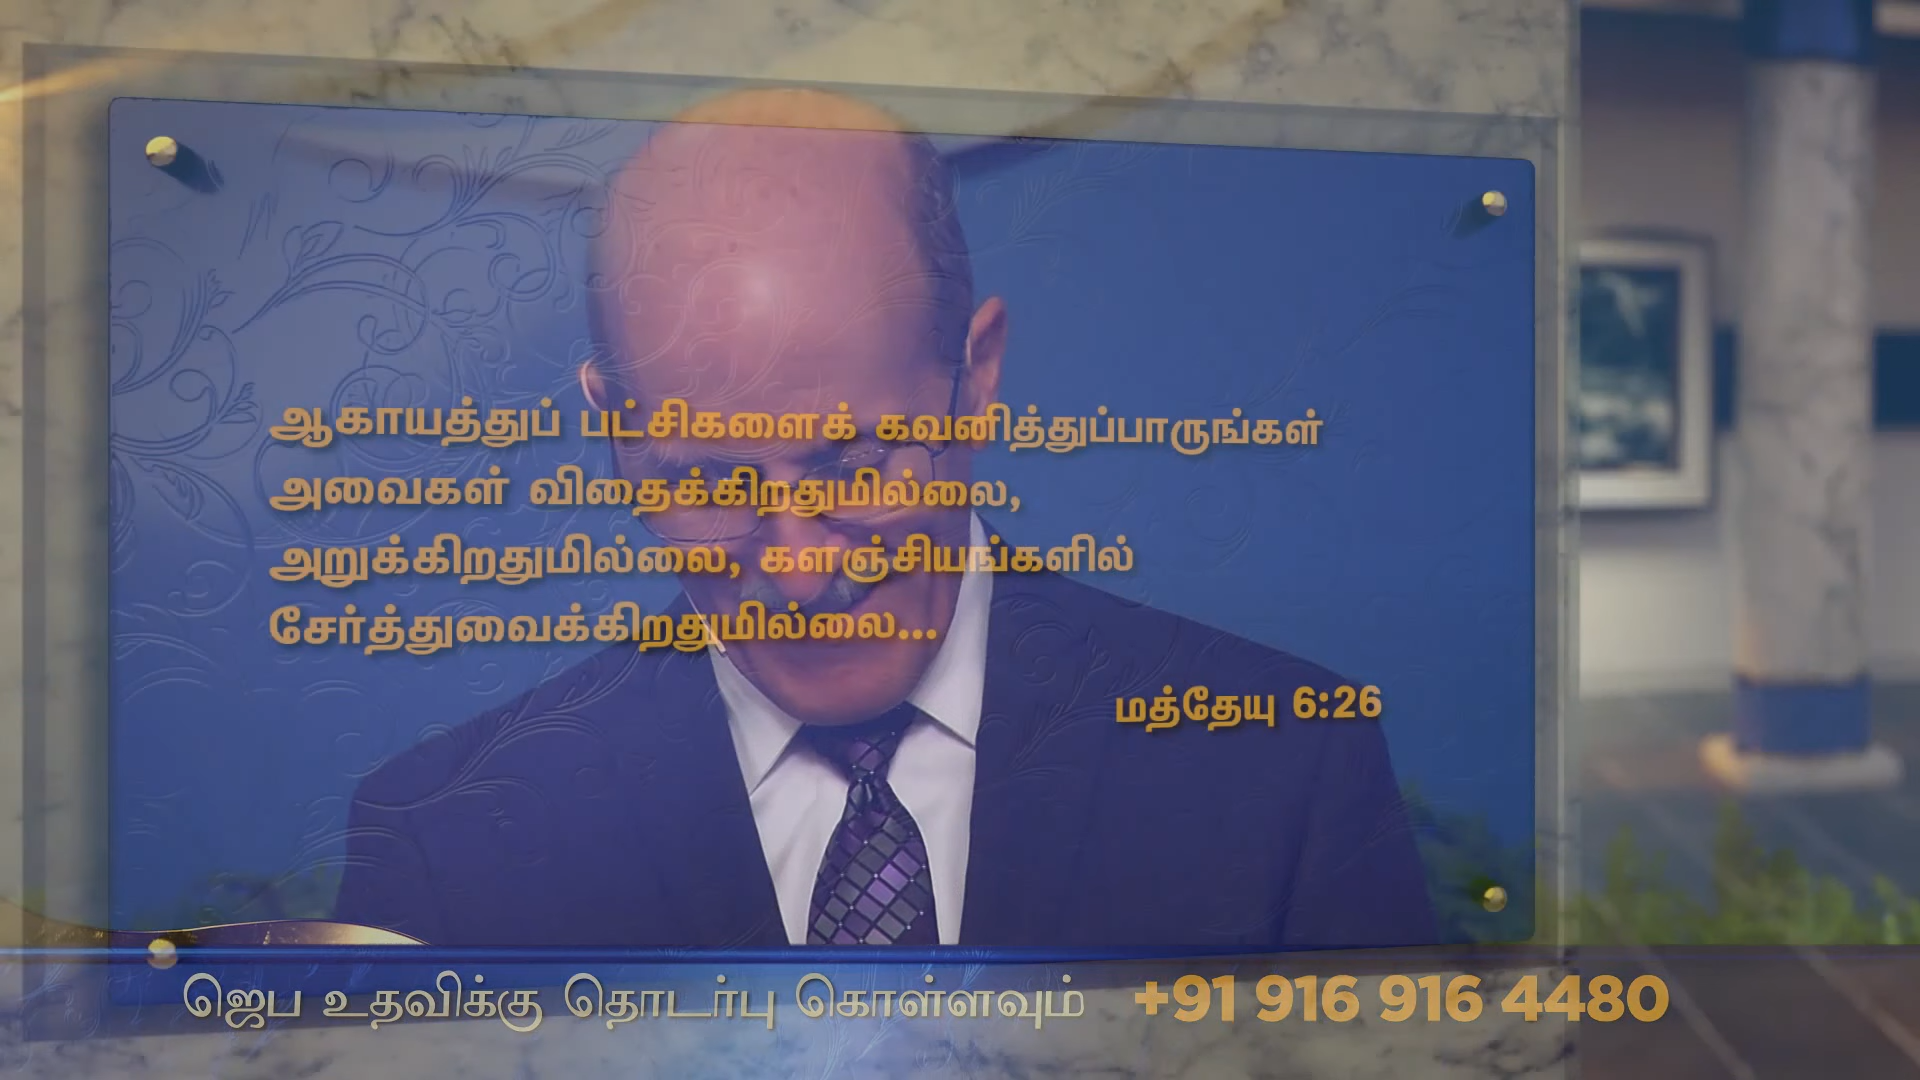 ஆகாயத்துப் பட்சிகளைக் கவனித்துப்பாருங்கள்
அவைகள் விதைக்கிறதுமில்லை,
அறுக்கிறதுமில்லை, களஞ்சியங்களில்
சேர்த்துவைக்கிறதுமில்லை...
மத்தேயு 6:26
ஜெப உதவிக்கு தொடர்பு கொள்ளவும் +91 916 916 4480